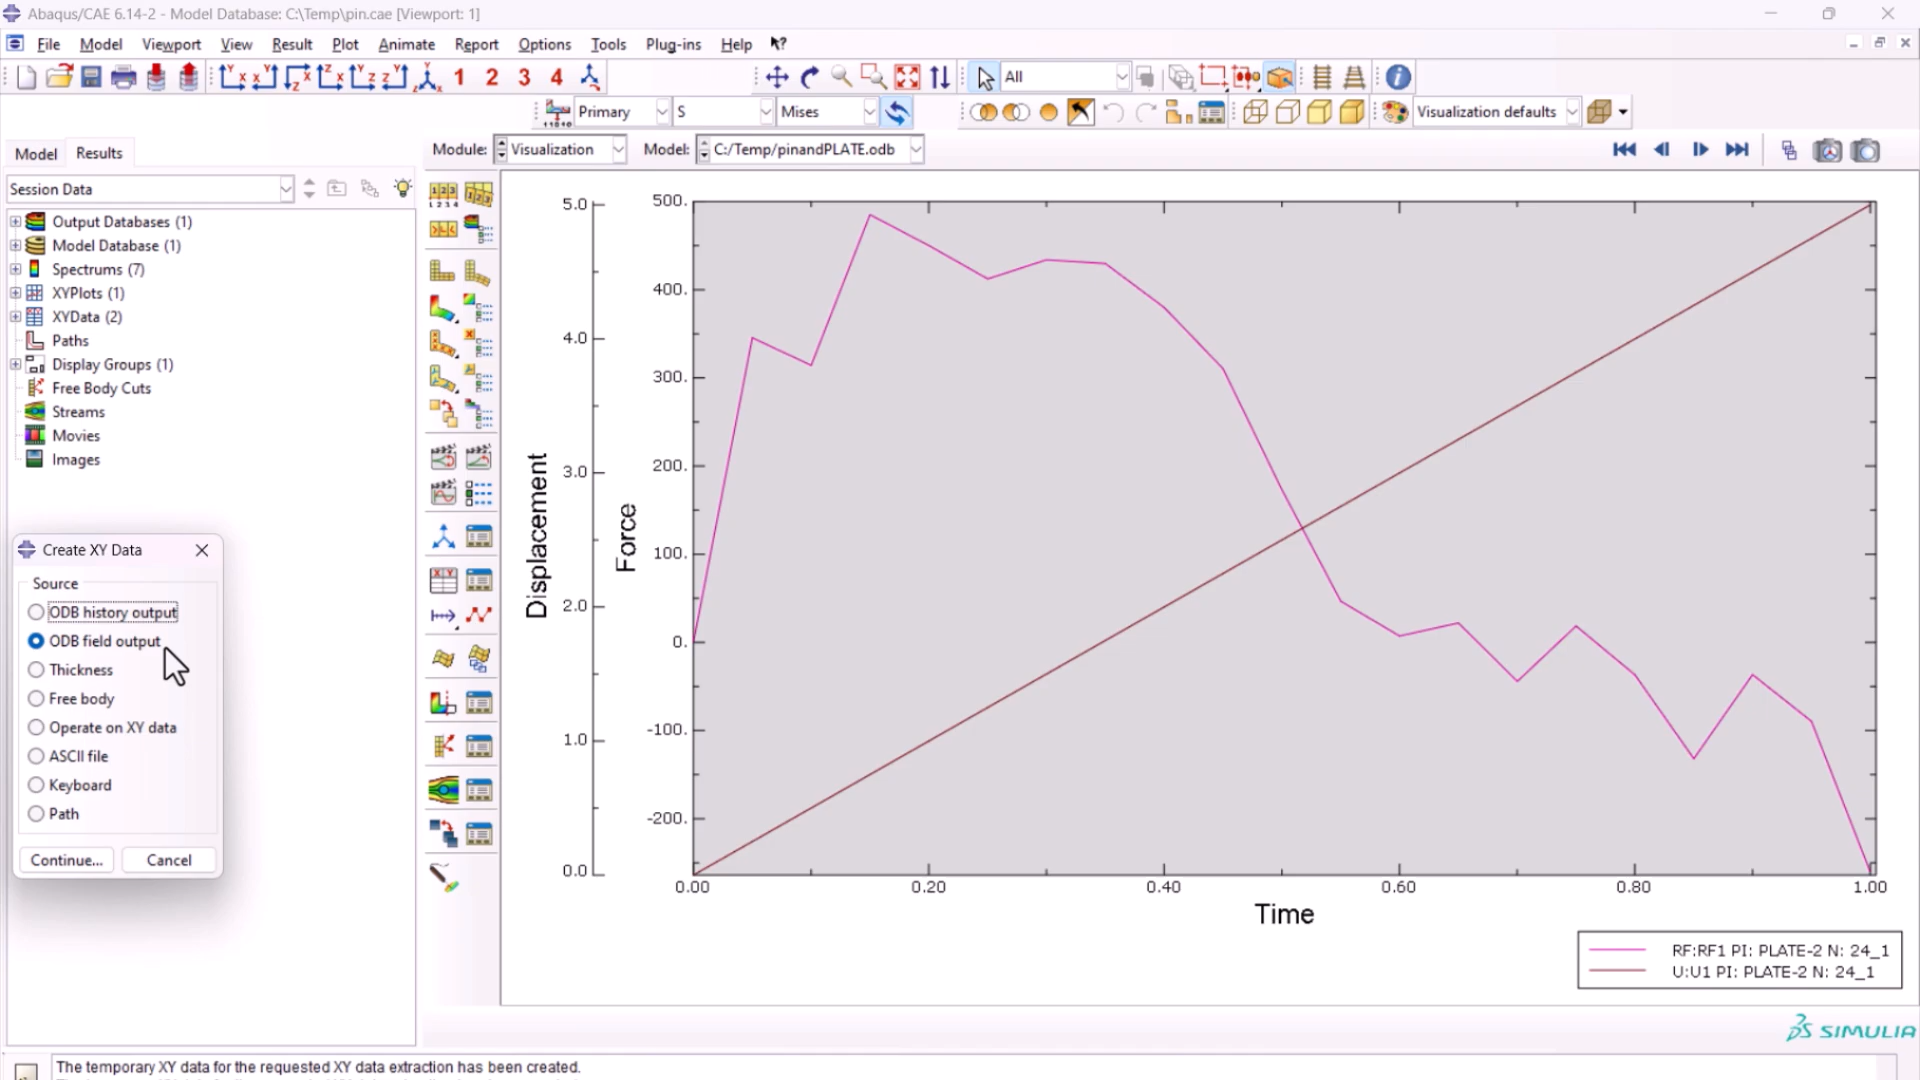 Abaqus/CAE 6.14-2 - Model Database: C:\Temp\pin.cae [Viewport: 1]
File Model Viewport View Result Plot Animate Report Options Tools Plug-ins Help
1 2 3 4 All
Primary S Mises Visualization defaults
Model Results Module: Visualization Model: C:/Temp/pinandPLATE.odb
Session Data
Output Databases (1)
Model Database (1)
Spectrums (7)
XYPlots (1)
XYData (2)
Paths
Display Groups (1)
Free Body Cuts
Streams
Movies
Images
Create XY Data
Source
ODB history output
ODB field output
Thickness
Free body
Operate on XY data
ASCII file
Keyboard
Path
Continue... Cancel
Displacement
5.0
4.0
3.0
2.0
1.0
0.0
Force
500.
400.
300.
200.
100.
0.
-100.
-200.
0.00 0.20 0.40 0.60 0.80 1.00
Time
RF:RF1 PI: PLATE-2 N: 24_1
U:U1 PI: PLATE-2 N: 24_1
SIMULIA
The temporary XY data for the requested XY data extraction has been created.